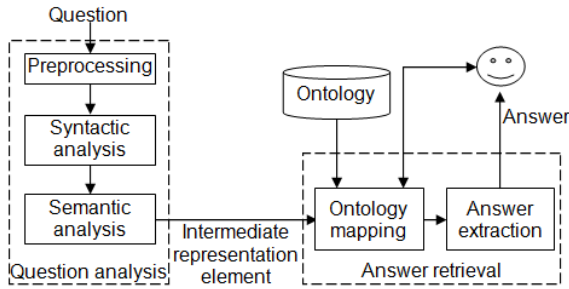 Question
Preprocessing
Syntactic
analysis
Semantic
analysis
Question analysis
Intermediate
representation
element
Ontology
Ontology
mapping
Answer
extraction
Answer retrieval
Answer